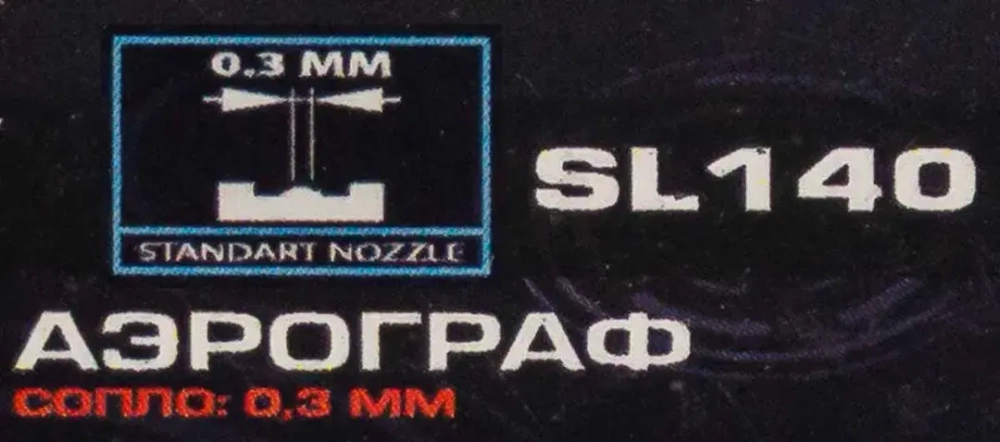 0.3 MM
SL140
STANDART NOZZLE
АЭРОГРАФ
СОПЛО: 0,3 ММ